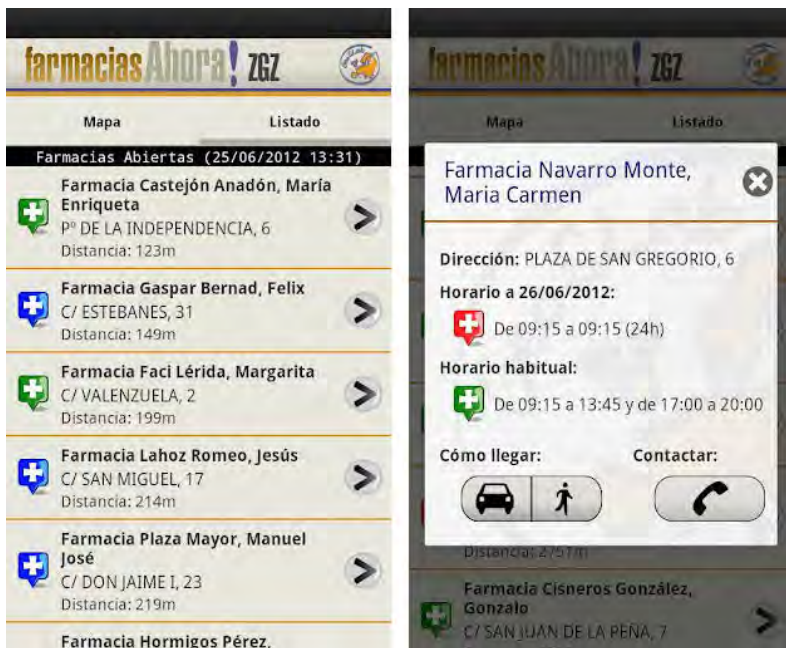 farmacias Ahora! ZGZ
Mapa Listado
Farmacias Abiertas (25/06/2012 13:31)
Farmacia Castejón Anadón, María
Enriqueta
Pº DE LA INDEPENDENCIA, 6
Distancia: 123m
Farmacia Gaspar Bernad, Felix
C/ ESTEBANES, 31
Distancia: 149m
Farmacia Faci Lérida, Margarita
C/ VALENZUELA, 2
Distancia: 199m
Farmacia Lahoz Romeo, Jesús
C/ SAN MIGUEL, 17
Distancia: 214m
Farmacia Plaza Mayor, Manuel
José
C/ DON JAIME I, 23
Distancia: 219m
Farmacia Hormigos Pérez,
farmacias Ahora! ZGZ
Mapa Listado
Farmacia Navarro Monte,
Maria Carmen
Dirección: PLAZA DE SAN GREGORIO, 6
Horario a 26/06/2012:
De 09:15 a 09:15 (24h)
Horario habitual:
De 09:15 a 13:45 y de 17:00 a 20:00
Cómo llegar: Contactar:
Distancia: 2757m
Farmacia Cisneros González,
Gonzalo
C/ SAN JUAN DE LA PEÑA, 7